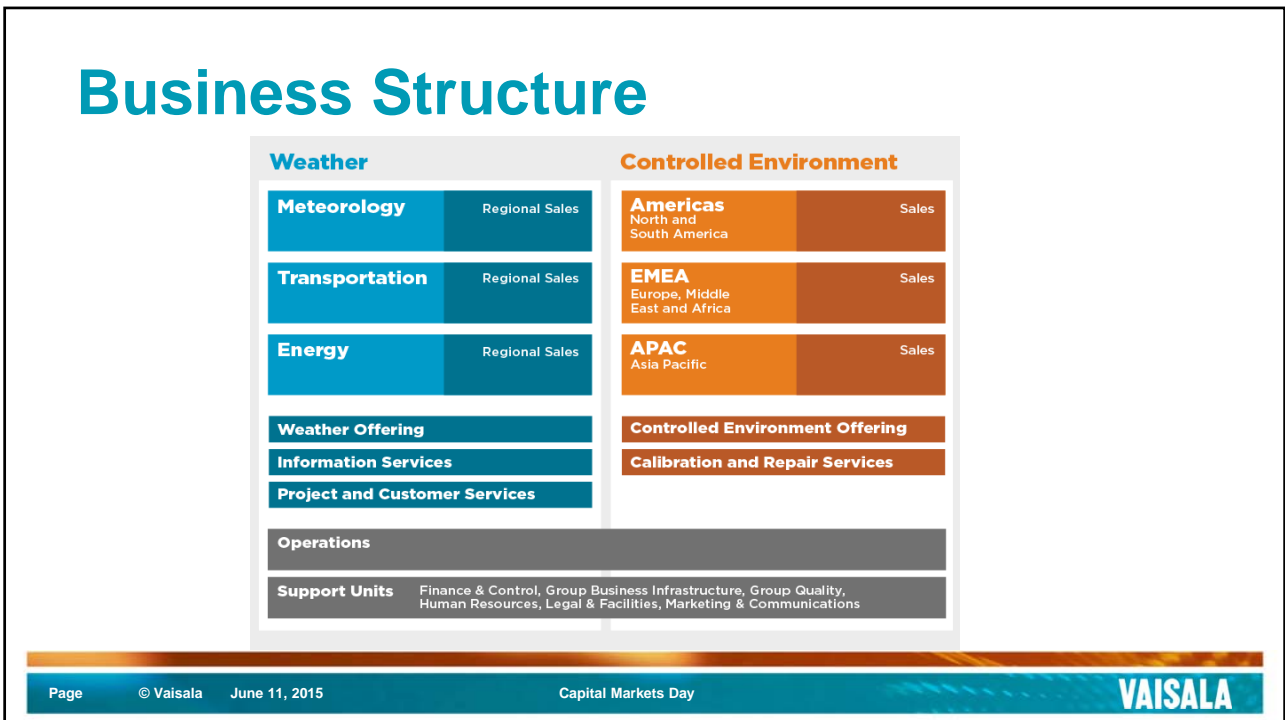 Business Structure
Weather
Meteorology
Regional Sales
Transportation
Regional Sales
Energy
Regional Sales
Weather Offering
Information Services
Project and Customer Services
Controlled Environment
Americas
North and
South America
Sales
EMEA
Europe, Middle
East and Africa
Sales
APAC
Asia Pacific
Sales
Controlled Environment Offering
Calibration and Repair Services
Operations
Support Units
Finance & Control, Group Business Infrastructure, Group Quality,
Human Resources, Legal & Facilities, Marketing & Communications
Page © Vaisala June 11, 2015 Capital Markets Day VAISALA